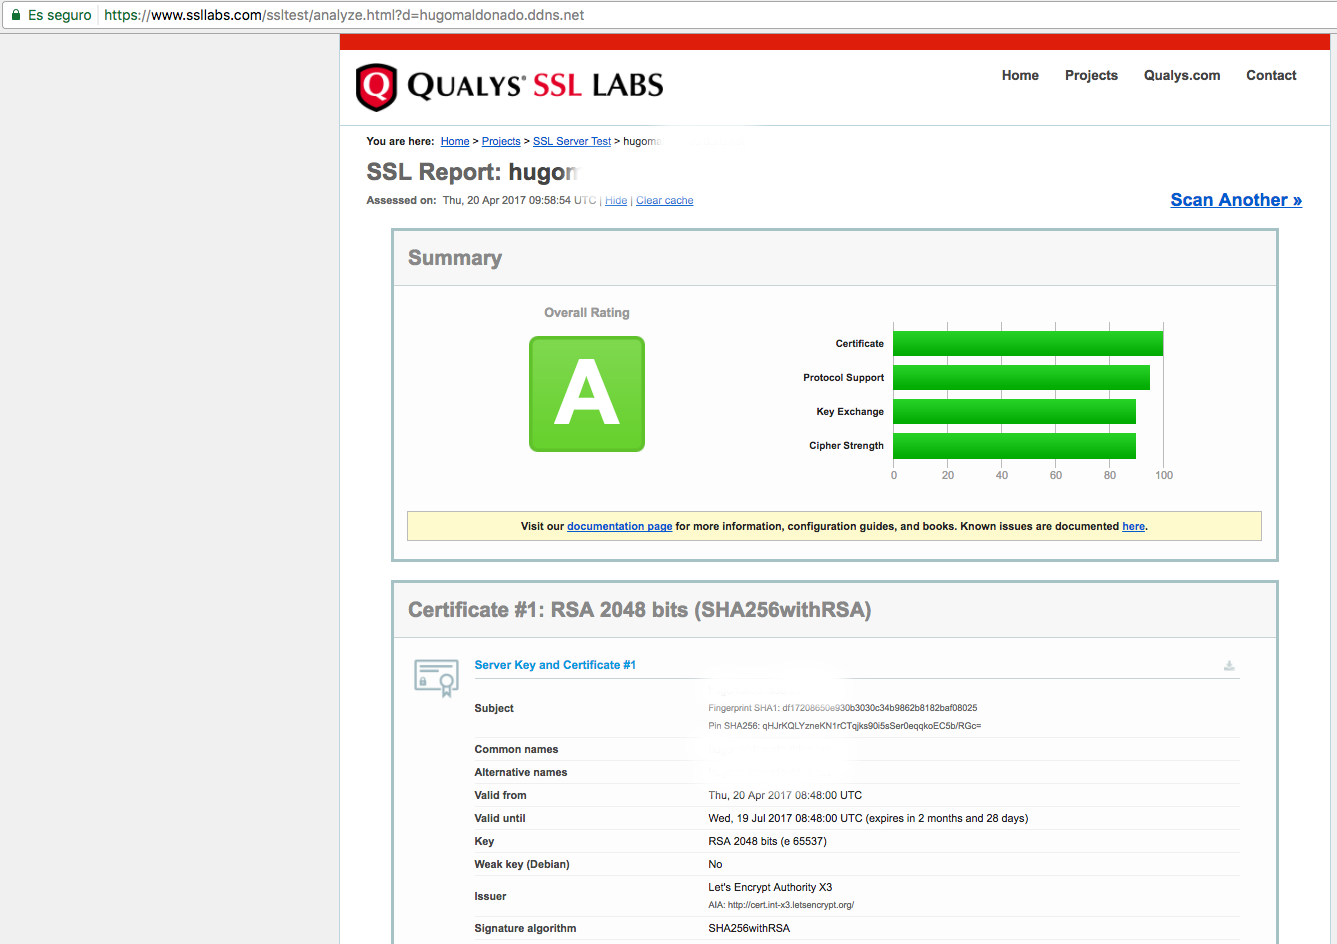 Es seguro https://www.ssllabs.com/ssltest/analyze.html?d=hugomaldonado.ddns.net
QUALYS® SSL LABS
Home Projects Qualys.com Contact
You are here: Home > Projects > SSL Server Test > hugoma
SSL Report: hugom
Assessed on: Thu, 20 Apr 2017 09:58:54 UTC | Hide | Clear cache
Scan Another »
Summary
Overall Rating
A
Certificate
Protocol Support
Key Exchange
Cipher Strength
0 20 40 60 80 100
Visit our documentation page for more information, configuration guides, and books. Known issues are documented here.
Certificate #1: RSA 2048 bits (SHA256withRSA)
Server Key and Certificate #1
Subject
Fingerprint SHA1: df17208650e930b3030c34b9862b8182baf08025
Pin SHA256: qHJrKQLYzneKN1rCTqjks90i5sSer0eqqkoEC5b/RGc=
Common names
Alternative names
Valid from Thu, 20 Apr 2017 08:48:00 UTC
Valid until Wed, 19 Jul 2017 08:48:00 UTC (expires in 2 months and 28 days)
Key RSA 2048 bits (e 65537)
Weak key (Debian) No
Issuer Let's Encrypt Authority X3
AIA: http://cert.int-x3.letsencrypt.org/
Signature algorithm SHA256withRSA